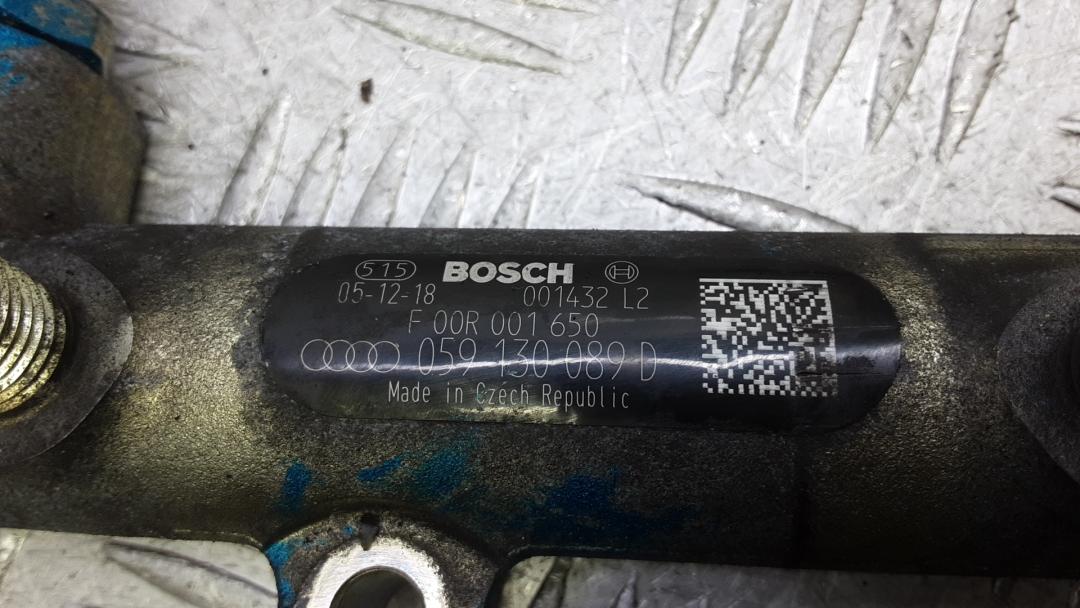 515 BOSCH
05-12-18 001432 L2
F 00R 001 650
059 130 089 D
Made in Czech Republic